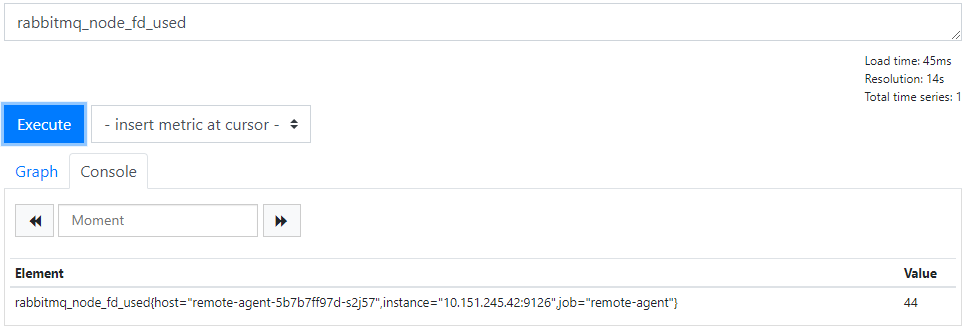 rabbitmq_node_fd_used
Load time: 45ms
Resolution: 14s
Total time series: 1
Execute
- insert metric at cursor -
Graph
Console
Moment
Element Value
rabbitmq_node_fd_used{host="remote-agent-5b7b7ff97d-s2j57",instance="10.151.245.42:9126",job="remote-agent"} 44